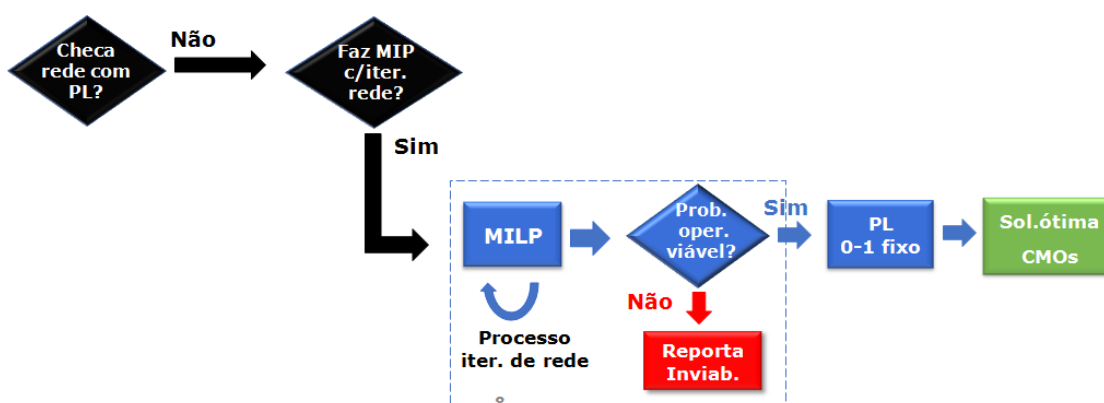 Checa
rede com
PL?
Não
Faz MIP
c/iter.
rede?
Sim
MILP
Processo
iter. de rede
Prob.
oper.
viável?
Sim
Não
Reporta
Inviab.
PL
0-1 fixo
Sol.ótima
CMOs